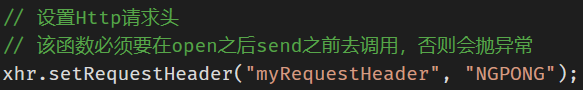 // 设置Http请求头
// 该函数必须要在open之后send之前去调用，否则会抛异常
xhr.setRequestHeader("myRequestHeader", "NGPONG");